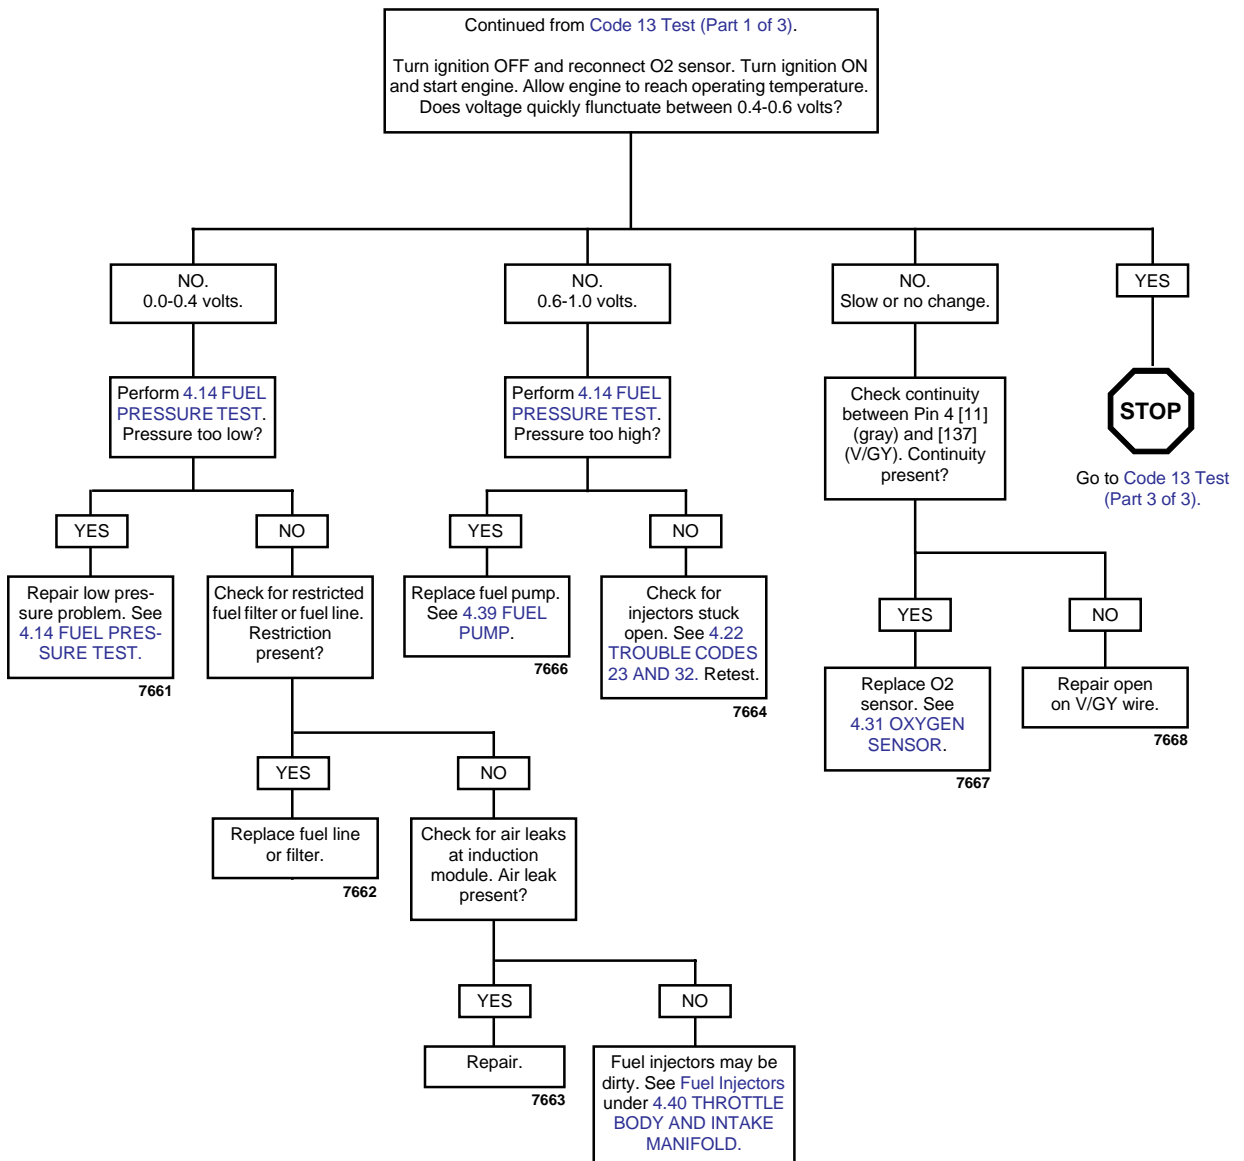 Continued from Code 13 Test (Part 1 of 3).
Turn ignition OFF and reconnect O2 sensor. Turn ignition ON
and start engine. Allow engine to reach operating temperature.
Does voltage quickly flunctuate between 0.4-0.6 volts?
NO.
0.0-0.4 volts.
NO.
0.6-1.0 volts.
NO.
Slow or no change.
YES
Perform 4.14 FUEL
PRESSURE TEST.
Pressure too low?
Perform 4.14 FUEL
PRESSURE TEST.
Pressure too high?
Check continuity
between Pin 4 [11]
(gray) and [137]
(V/GY). Continuity
present?
STOP
Go to Code 13 Test
(Part 3 of 3).
YES
NO
YES
NO
Repair low pres-
sure problem. See
4.14 FUEL PRES-
SURE TEST.
7661
Check for restricted
fuel filter or fuel line.
Restriction
present?
Replace fuel pump.
See 4.39 FUEL
PUMP.
7666
Check for
injectors stuck
open. See 4.22
TROUBLE CODES
23 AND 32. Retest.
7664
YES
NO
Replace O2
sensor. See
4.31 OXYGEN
SENSOR.
7667
Repair open
on V/GY wire.
7668
YES
NO
Replace fuel line
or filter.
7662
Check for air leaks
at induction
module. Air leak
present?
YES
NO
Repair.
7663
Fuel injectors may be
dirty. See Fuel Injectors
under 4.40 THROTTLE
BODY AND INTAKE
MANIFOLD.